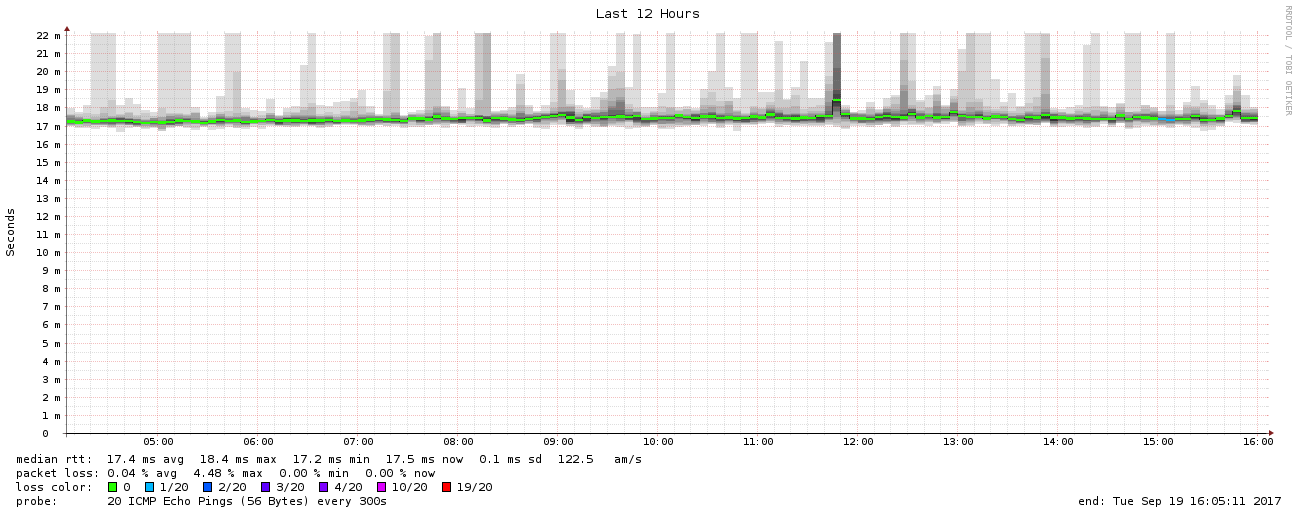 Last 12 Hours
RRDTOOL / TOBI OETIKER
22 m
21 m
20 m
19 m
18 m
17 m
16 m
15 m
14 m
13 m
12 m
11 m
10 m
9 m
8 m
7 m
6 m
5 m
4 m
3 m
2 m
1 m
0
Seconds
05:00 06:00 07:00 08:00 09:00 10:00 11:00 12:00 13:00 14:00 15:00 16:00
median rtt: 17.4 ms avg 18.4 ms max 17.2 ms min 17.5 ms now 0.1 ms sd 122.5 am/s
packet loss: 0.04 % avg 4.48 % max 0.00 % min 0.00 % now
loss color: 0 1/20 2/20 3/20 4/20 10/20 19/20
probe: 20 ICMP Echo Pings (56 Bytes) every 300s end: Tue Sep 19 16:05:11 2017